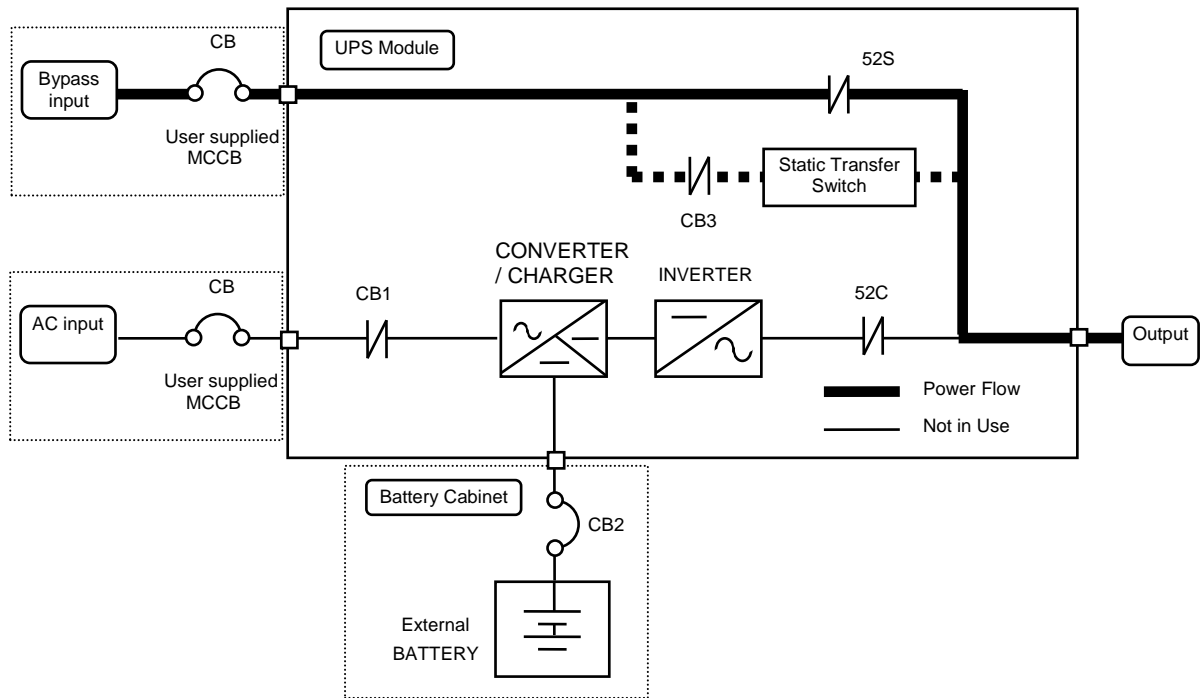 CB
UPS Module
52S
Bypass
input
User supplied
MCCB
Static Transfer
Switch
CB3
CONVERTER
/ CHARGER
INVERTER
CB
CB1
52C
AC input
Output
User supplied
MCCB
Power Flow
Not in Use
Battery Cabinet
CB2
External
BATTERY